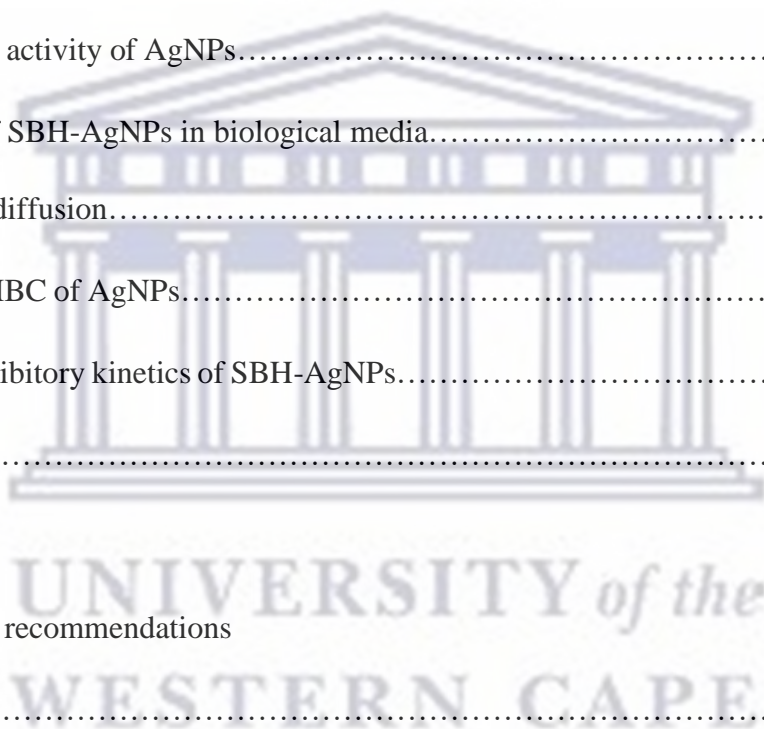 activity of AgNPs……………………………………………………
SBH-AgNPs in biological media……………………………
diffusion……………………………………………………………
IBC of AgNPs………………………………………………………
ibitory kinetics of SBH-AgNPs………………………………
……………………………………………………………………………
UNIVERSITY of the
recommendations
WESTERN CAPE
……………………………………………………………………………